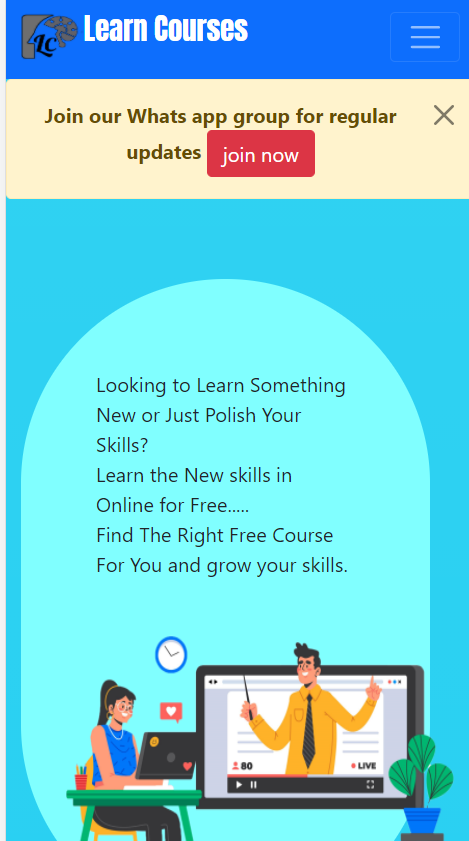 Lc
Learn Courses
Join our Whats app group for regular
updates join now
Looking to Learn Something
New or Just Polish Your
Skills?
Learn the New skills in
Online for Free.....
Find The Right Free Course
For You and grow your skills.
80
LIVE